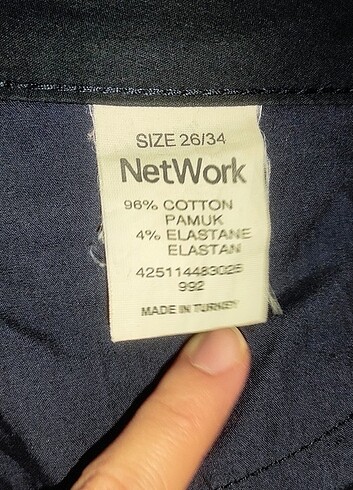 SIZE 26/34
NetWork
96% COTTON
PAMUK
4% ELASTANE
ELASTAN
425114483025
992
MADE IN TURKEY